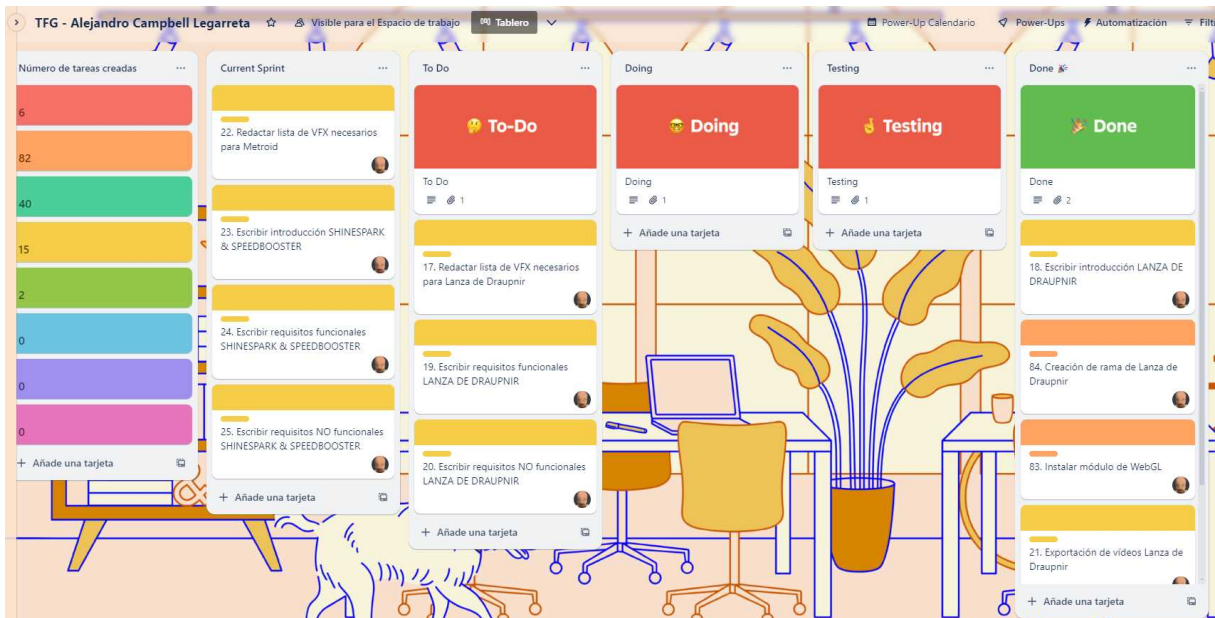 TFG - Alejandro Campbell Legarreta
Visible para el Espacio de trabajo
Tablero
Power-Up Calendario
Power-Ups
Automatización
Número de tareas creadas
6
82
40
15
2
0
0
0
+ Añade una tarjeta
Current Sprint
22. Redactar lista de VFX necesarios
para Metroid
23. Escribir introducción SHINESPARK
& SPEEDBOOSTER
24. Escribir requisitos funcionales
SHINESPARK & SPEEDBOOSTER
25. Escribir requisitos NO funcionales
SHINESPARK & SPEEDBOOSTER
+ Añade una tarjeta
To Do
To-Do
To Do
1
17. Redactar lista de VFX necesarios
para Lanza de Draupnir
19. Escribir requisitos funcionales
LANZA DE DRAUPNIR
20. Escribir requisitos NO funcionales
LANZA DE DRAUPNIR
+ Añade una tarjeta
Doing
Doing
Doing
1
+ Añade una tarjeta
Testing
Testing
Testing
1
+ Añade una tarjeta
Done
Done
Done
2
18. Escribir introducción LANZA DE
DRAUPNIR
84. Creación de rama de Lanza de
Draupnir
83. Instalar módulo de WebGL
21. Exportación de vídeos Lanza de
Draupnir
+ Añade una tarjeta